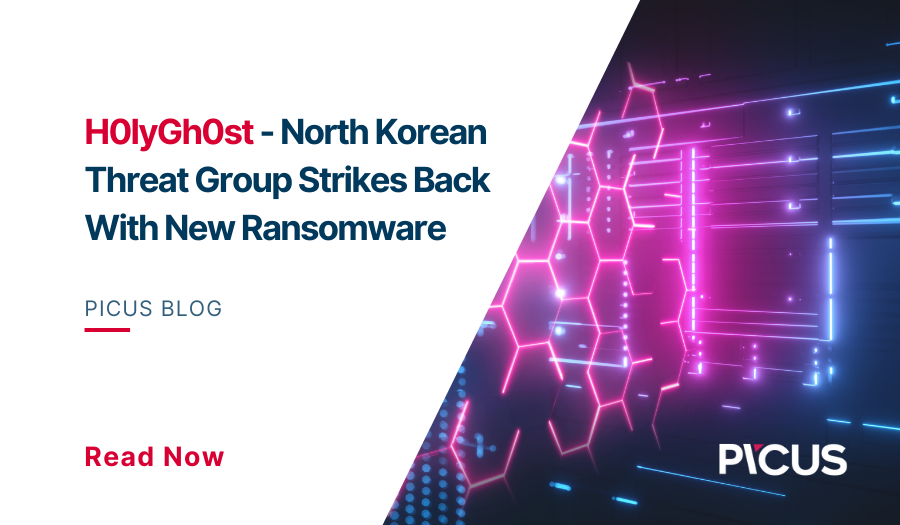 H0lyGh0st - North Korean
Threat Group Strikes Back
With New Ransomware
PICUS BLOG
Read Now
PICUS